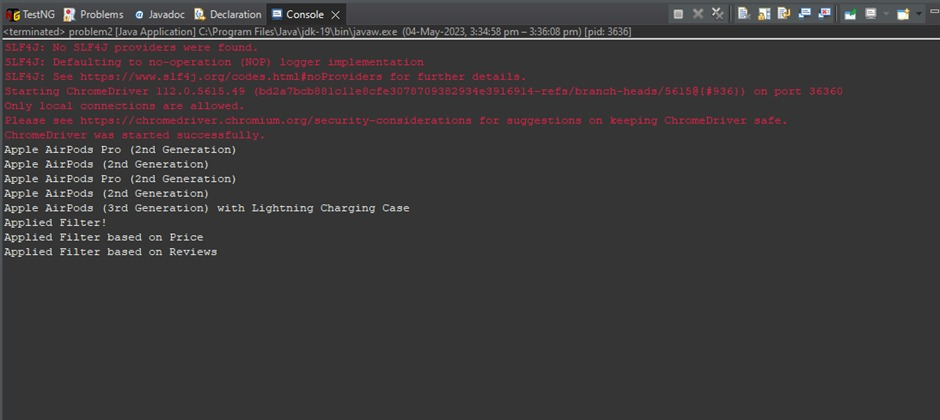 TestNG Problems Javadoc Declaration Console
<terminated> problem2 [Java Application] C:\Program Files\Java\jdk-19\bin\javaw.exe (04-May-2023, 3:34:58 pm – 3:36:08 pm) [pid: 3636]
SLF4J: No SLF4J providers were found.
SLF4J: Defaulting to no-operation (NOP) logger implementation
SLF4J: See https://www.slf4j.org/codes.html#noProviders for further details.
Starting ChromeDriver 112.0.5615.49 (bd2a7bcb881c11e8cfe3078709382934e3916914-refs/branch-heads/5615@{#936}) on port 36360
Only local connections are allowed.
Please see https://chromedriver.chromium.org/security-considerations for suggestions on keeping ChromeDriver safe.
ChromeDriver was started successfully.
Apple AirPods Pro (2nd Generation)
Apple AirPods (2nd Generation)
Apple AirPods Pro (2nd Generation)
Apple AirPods (2nd Generation)
Apple AirPods (3rd Generation) with Lightning Charging Case
Applied Filter!
Applied Filter based on Price
Applied Filter based on Reviews